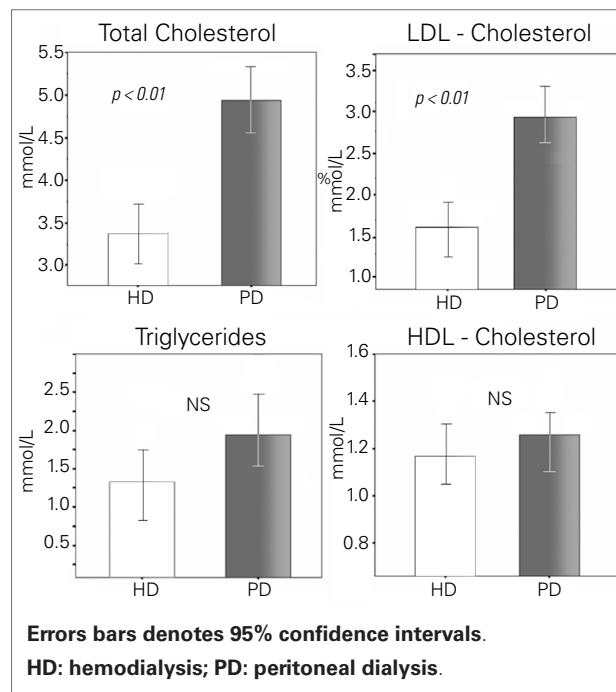 Total Cholesterol
5.5
5.0
4.5
4.0
3.5
3.0
mmol/L
p < 0.01
HD
PD
LDL - Cholesterol
3.5
3.0
2.5
2.0
1.5
1.0
%
mmol/L
p < 0.01
HD
PD
Triglycerides
2.5
2.0
1.5
1.0
0.5
mmol/L
NS
HD
PD
HDL - Cholesterol
1.6
1.4
1.2
1.0
0.8
mmol/L
NS
HD
PD
Errors bars denotes 95% confidence intervals.
HD: hemodialysis; PD: peritoneal dialysis.